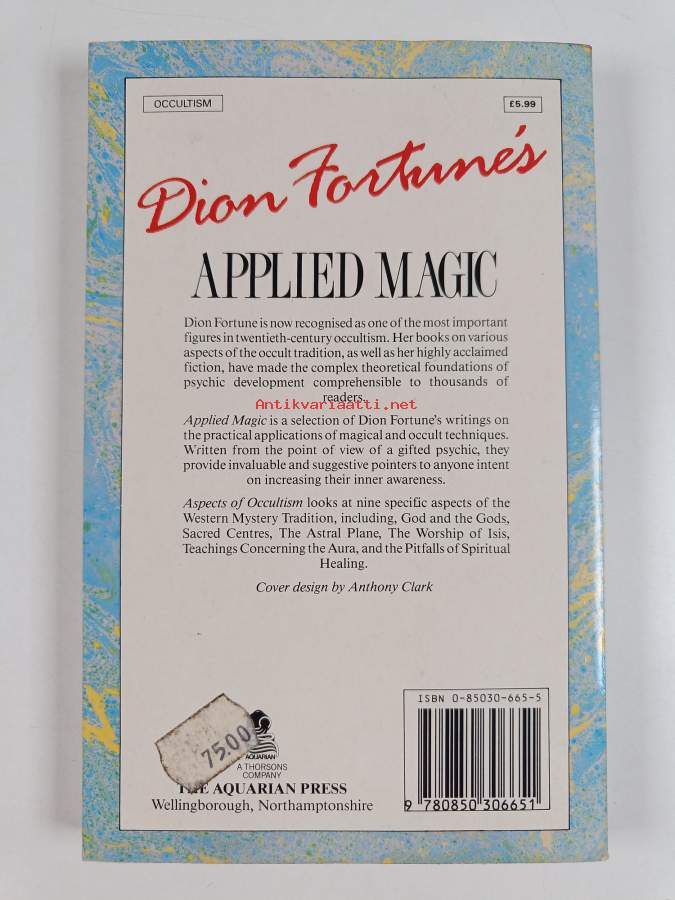 OCCULTISM
£5.99
Dion Fortune's
APPLIED MAGIC
Dion Fortune is now recognised as one of the most important
figures in twentieth-century occultism. Her books on various
aspects of the occult tradition, as well as her highly acclaimed
fiction, have made the complex theoretical foundations of
psychic development comprehensible to thousands of
readers.
Antikvariaatti.net
Applied Magic is a selection of Dion Fortune's writings on
the practical applications of magical and occult techniques.
Written from the point of view of a gifted psychic, they
provide invaluable and suggestive pointers to anyone intent
on increasing their inner awareness.
Aspects of Occultism looks at nine specific aspects of the
Western Mystery Tradition, including, God and the Gods,
Sacred Centres, The Astral Plane, The Worship of Isis,
Teachings Concerning the Aura, and the Pitfalls of Spiritual
Healing.
Cover design by Anthony Clark
ISBN 0-85030-665-5
75.00
AQUARIAN
A THORSONS
COMPANY
THE AQUARIAN PRESS
Wellingborough, Northamptonshire
9 780850 306651